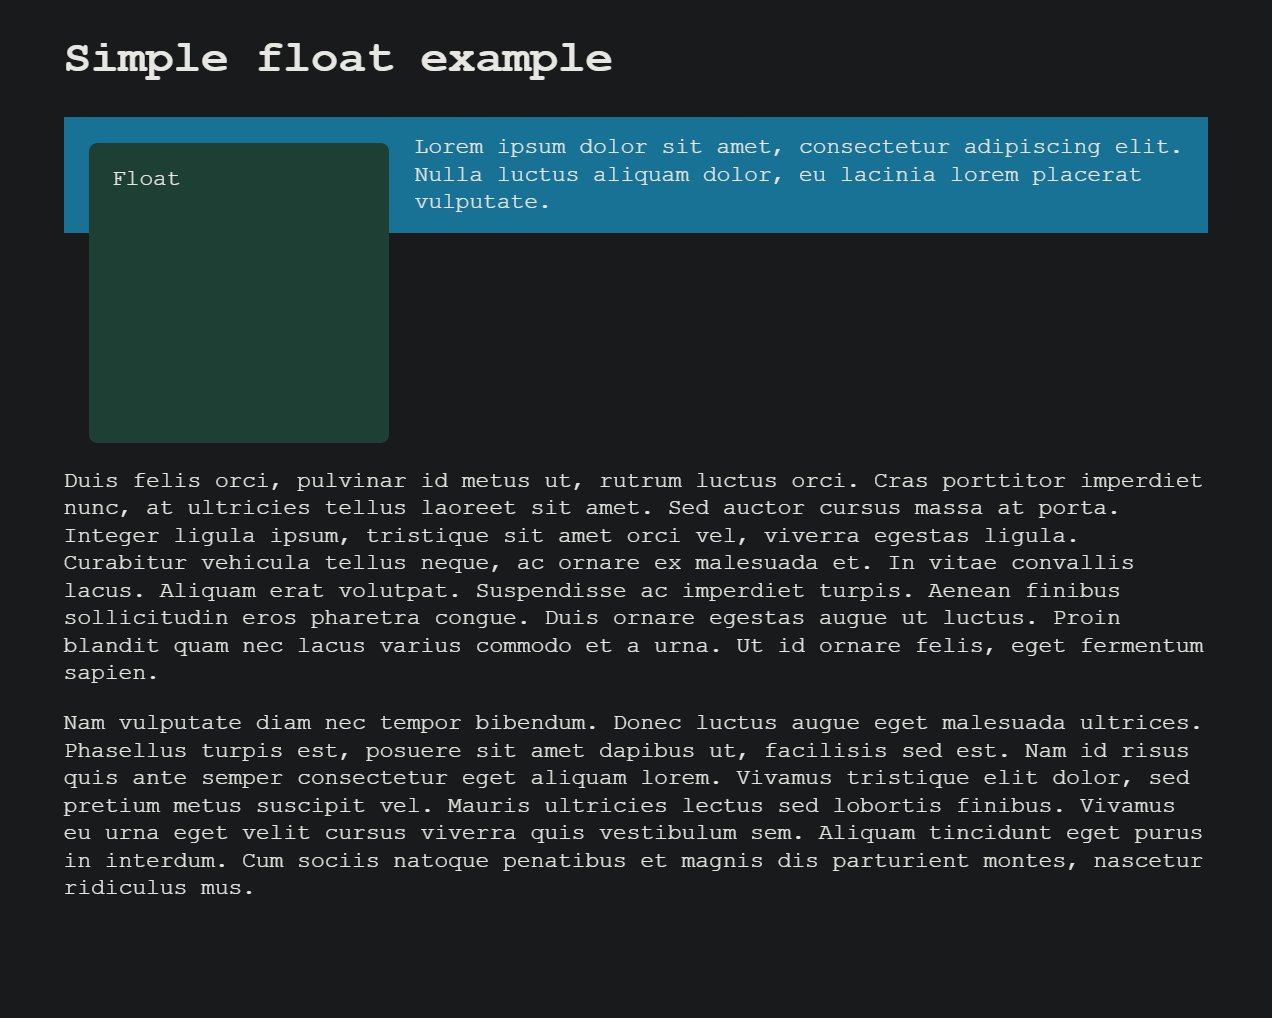 Simple float example
Float
Lorem ipsum dolor sit amet, consectetur adipiscing elit.
Nulla luctus aliquam dolor, eu lacinia lorem placerat
vulputate.
Duis felis orci, pulvinar id metus ut, rutrum luctus orci. Cras porttitor imperdiet
nunc, at ultricies tellus laoreet sit amet. Sed auctor cursus massa at porta.
Integer ligula ipsum, tristique sit amet orci vel, viverra egestas ligula.
Curabitur vehicula tellus neque, ac ornare ex malesuada et. In vitae convallis
lacus. Aliquam erat volutpat. Suspendisse ac imperdiet turpis. Aenean finibus
sollicitudin eros pharetra congue. Duis ornare egestas augue ut luctus. Proin
blandit quam nec lacus varius commodo et a urna. Ut id ornare felis, eget fermentum
sapien.
Nam vulputate diam nec tempor bibendum. Donec luctus augue eget malesuada ultrices.
Phasellus turpis est, posuere sit amet dapibus ut, facilisis sed est. Nam id risus
quis ante semper consectetur eget aliquam lorem. Vivamus tristique elit dolor, sed
pretium metus suscipit vel. Mauris ultricies lectus sed lobortis finibus. Vivamus
eu urna eget velit cursus viverra quis vestibulum sem. Aliquam tincidunt eget purus
in interdum. Cum sociis natoque penatibus et magnis dis parturient montes, nascetur
ridiculus mus.